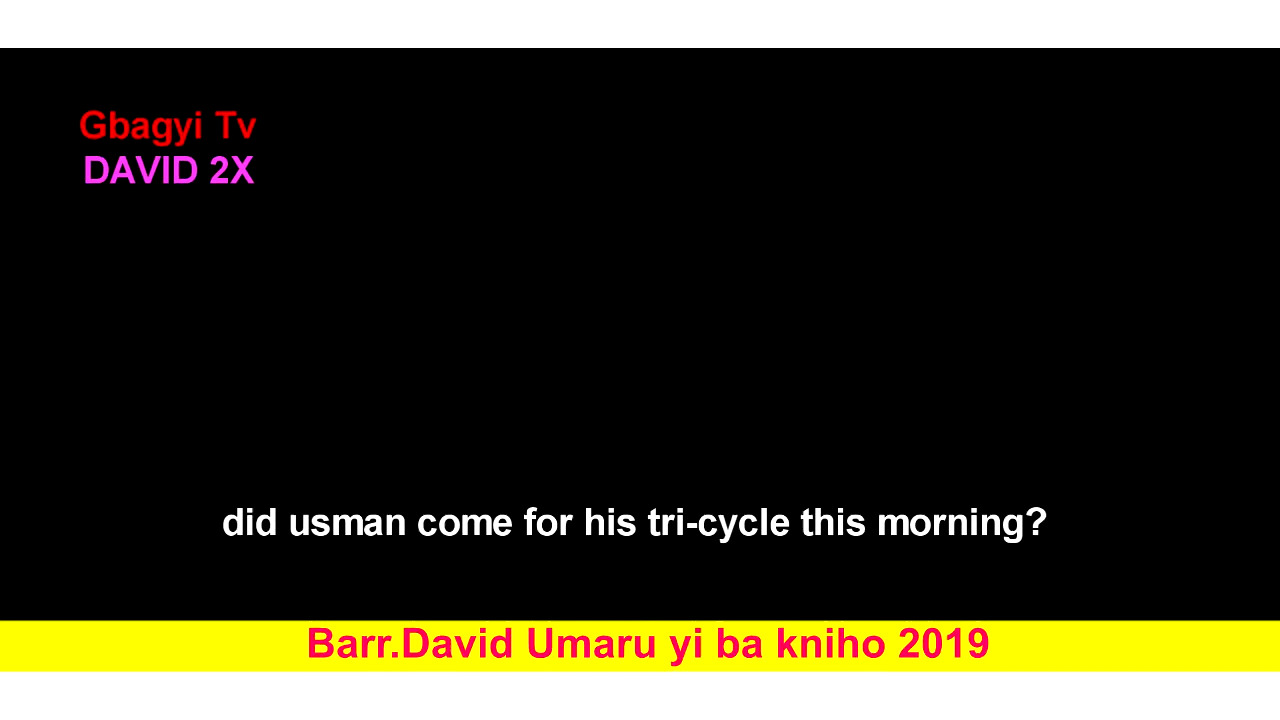 Gbagyi Tv
DAVID 2X
did usman come for his tri-cycle this morning?
Barr.David Umaru yi ba kniho 2019